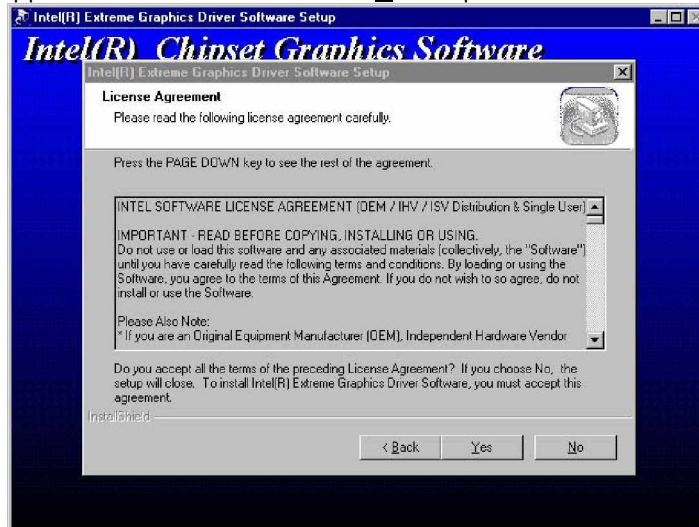 Intel(R) Extreme Graphics Driver Software Setup
Intel(R) Chipset Graphics Software
Intel(R) Extreme Graphics Driver Software Setup
License Agreement
Please read the following license agreement carefully.
Press the PAGE DOWN key to see the rest of the agreement.
INTEL SOFTWARE LICENSE AGREEMENT (OEM / IHV / ISV Distribution & Single User)
IMPORTANT - READ BEFORE COPYING, INSTALLING OR USING.
Do not use or load this software and any associated materials (collectively, the "Software")
until you have carefully read the following terms and conditions. By loading or using the
Software, you agree to the terms of this Agreement. If you do not wish to so agree, do not
install or use the Software.
Please Also Note:
* If you are an Original Equipment Manufacturer (OEM), Independent Hardware Vendor
Do you accept all the terms of the preceding License Agreement? If you choose No, the
setup will close. To install Intel(R) Extreme Graphics Driver Software, you must accept this
agreement.
InstallShield
< Back Yes No